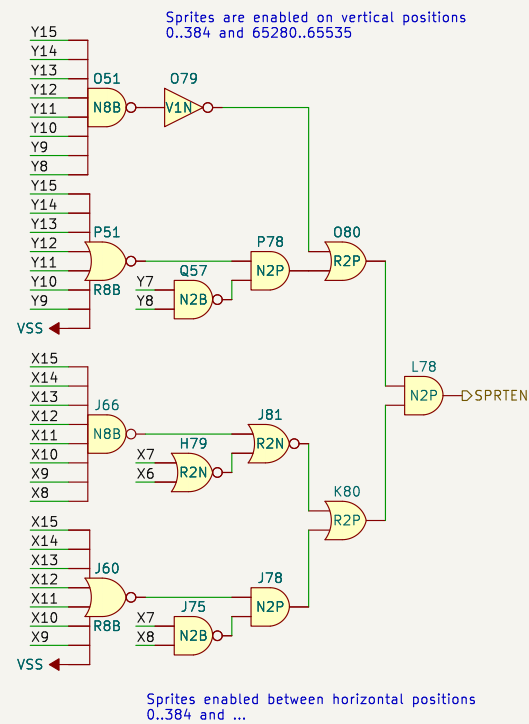 Sprites are enabled on vertical positions
0..384 and 65280..65535
Y15
Y14
Y13
Y12
Y11
Y10
Y9
Y8
O51
N8B
O79
V1N
Y15
Y14
Y13
Y12
Y11
Y10
Y9
VSS
P51
R8B
Y7
Y8
Q57
N2B
P78
N2P
O80
R2P
L78
N2P
SPRTEN
X15
X14
X13
X12
X11
X10
X9
X8
J66
N8B
X7
X6
H79
R2N
J81
R2N
K80
R2P
X15
X14
X13
X12
X11
X10
X9
VSS
J60
R8B
X7
X8
J75
N2B
J78
N2P
Sprites enabled between horizontal positions
0..384 and ...